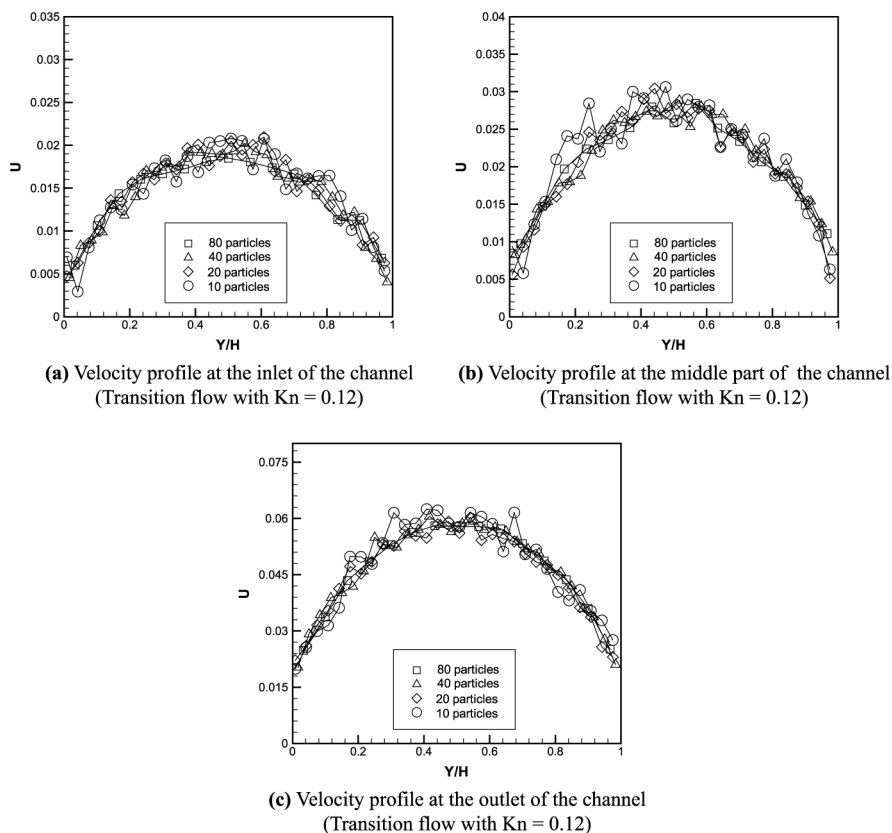 0.035
0.03
0.025
0.02
0.015
0.01
0.005
0
U
0 0.2 0.4 0.6 0.8 1
Y/H
80 particles
40 particles
20 particles
10 particles
(a) Velocity profile at the inlet of the channel
(Transition flow with Kn = 0.12)
0.04
0.035
0.03
0.025
0.02
0.015
0.01
0.005
0
U
0 0.2 0.4 0.6 0.8 1
Y/H
80 particles
40 particles
20 particles
10 particles
(b) Velocity profile at the middle part of the channel
(Transition flow with Kn = 0.12)
0.075
0.06
0.045
0.03
0.015
U
0 0.2 0.4 0.6 0.8 1
Y/H
80 particles
40 particles
20 particles
10 particles
(c) Velocity profile at the outlet of the channel
(Transition flow with Kn = 0.12)